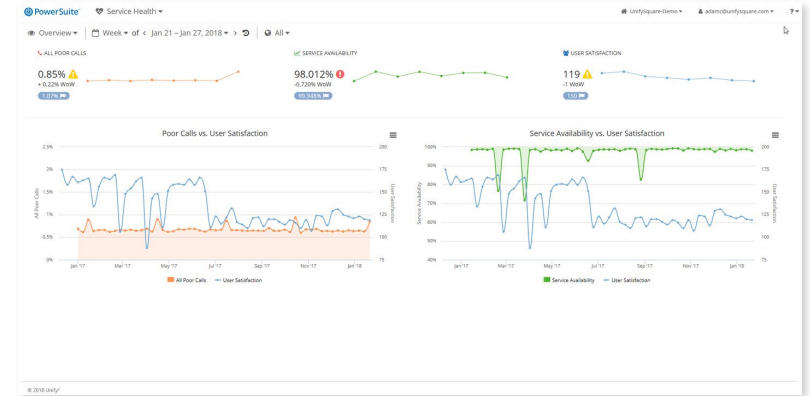 PowerSuite™ Service Health UnifySquare-Demo adamc@unifysquare.com ?
Overview Week of < Jan 21 – Jan 27, 2018 > All
ALL POOR CALLS SERVICE AVAILABILITY USER SATISFACTION
0.85% 98.012% 119
+ 0.22% WoW -0.720% WoW -1 WoW
1.07% 99.948% 150
Poor Calls vs. User Satisfaction
2.5% 200
2% 175
1.5% 150
1% 125
0.5% 100
0% 75
All Poor Calls
User Satisfaction
Jan '17 Mar '17 May '17 Jul '17 Sep '17 Nov '17 Jan '18
All Poor Calls User Satisfaction
Service Availability vs. User Satisfaction
100% 200
90% 175
80% 150
70%
60% 125
50% 100
40% 75
Service Availability
User Satisfaction
Jan '17 Mar '17 May '17 Jul '17 Sep '17 Nov '17 Jan '18
Service Availability User Satisfaction
© 2018 Unify²